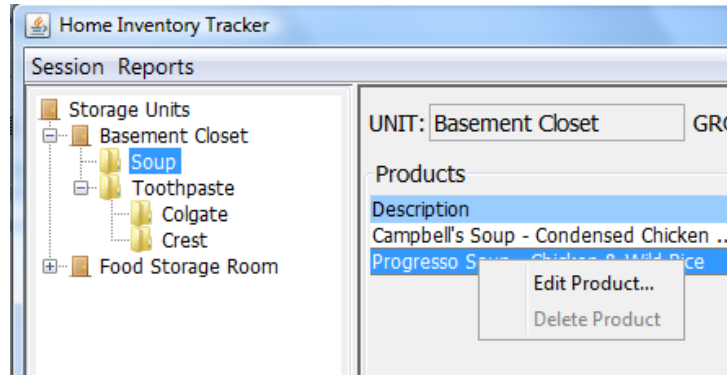 Home Inventory Tracker
Session Reports
Storage Units
Basement Closet
Soup
Toothpaste
Colgate
Crest
Food Storage Room
UNIT: Basement Closet GRO
Products
Description
Campbell's Soup - Condensed Chicken ..
Progresso Soup - Chicken & Wild Rice
Edit Product...
Delete Product